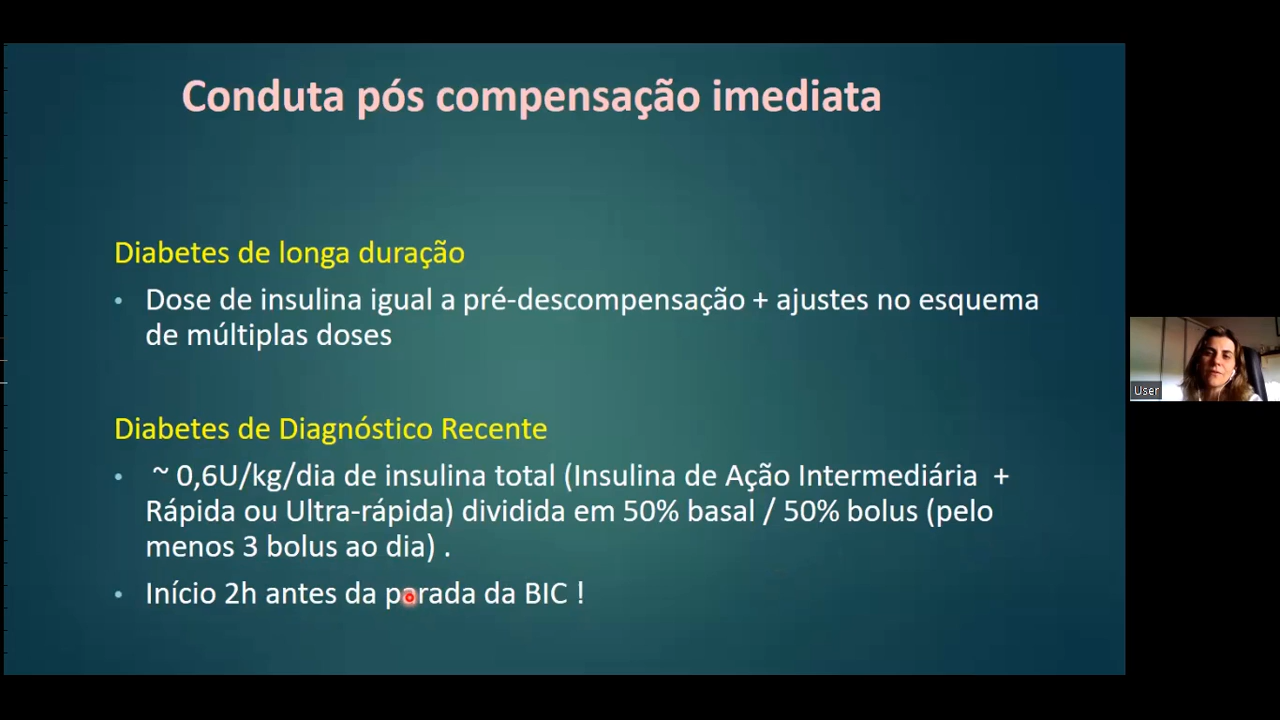 Conduta pós compensação imediata
Diabetes de longa duração
• Dose de insulina igual a pré-descompensação + ajustes no esquema
de múltiplas doses
Diabetes de Diagnóstico Recente
• ~ 0,6U/kg/dia de insulina total (Insulina de Ação Intermediária +
Rápida ou Ultra-rápida) dividida em 50% basal / 50% bolus (pelo
menos 3 bolus ao dia) .
• Início 2h antes da parada da BIC !
User